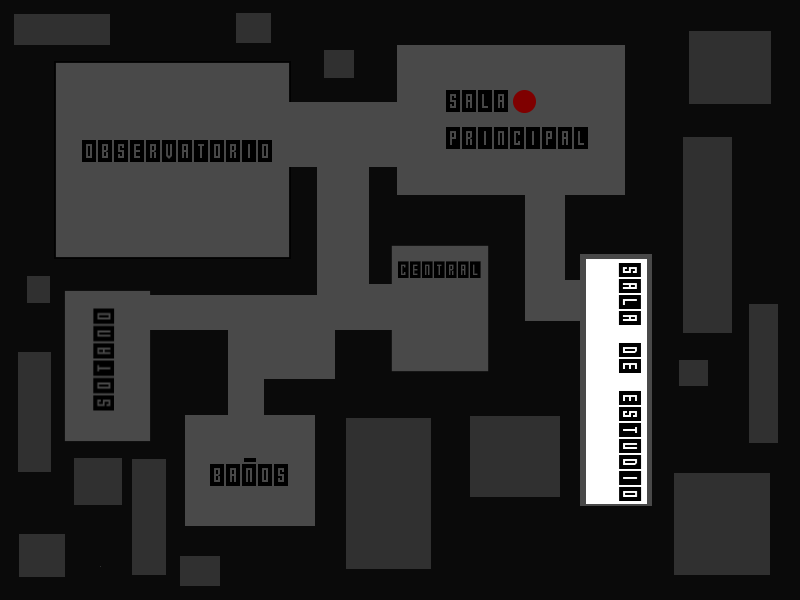 SALA
PRINCIPAL
OBSERVATORIO
CENTRAL
SALA DE ESTUDIO
SOTANO
BAÑOS